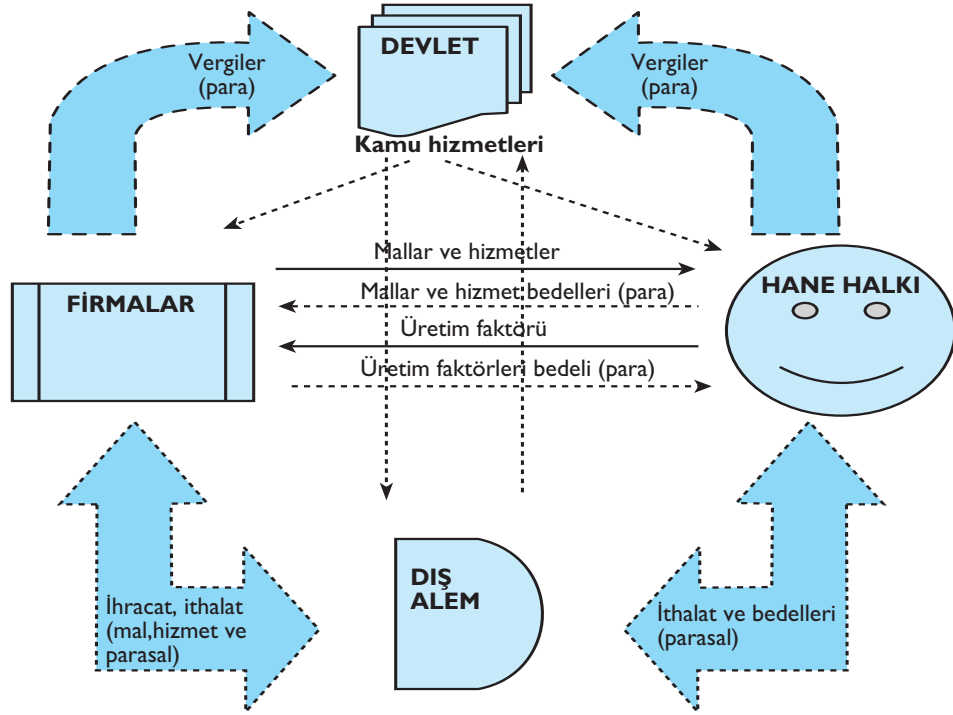 DEVLET
Vergiler
(para)
Vergiler
(para)
Kamu hizmetleri
Mallar ve hizmetler
FİRMALAR
Mallar ve hizmet bedelleri (para)
HANE HALKI
Üretim faktörü
Üretim faktörleri bedeli (para)
DIŞ
ALEM
İhracat, ithalat
(mal,hizmet ve
parasal)
İthalat ve bedelleri
(parasal)